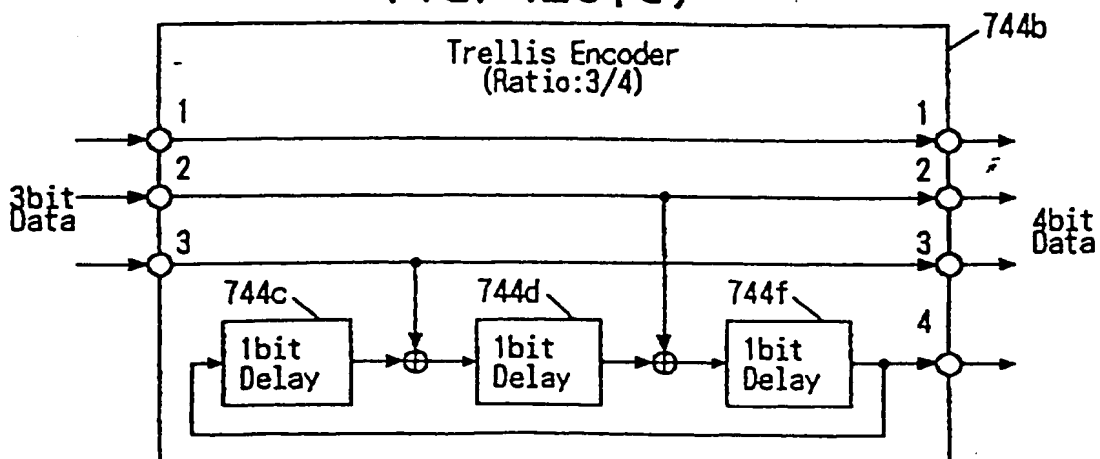 744b
Trellis Encoder
(Ratio:3/4)
1
1
2
2
3bit
Data
4bit
Data
3
3
744c
744d
744f
4
1bit
Delay
1bit
Delay
1bit
Delay